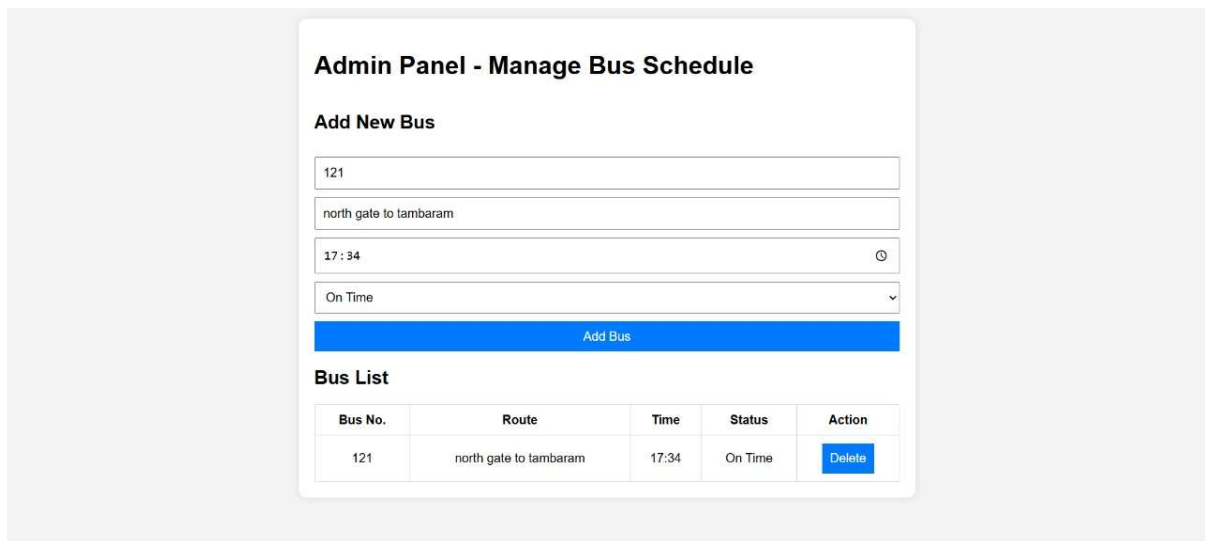 Admin Panel - Manage Bus Schedule
Add New Bus
121
north gate to tambaram
17:34
On Time
Add Bus
Bus List
Bus No. Route Time Status Action
121 north gate to tambaram 17:34 On Time Delete